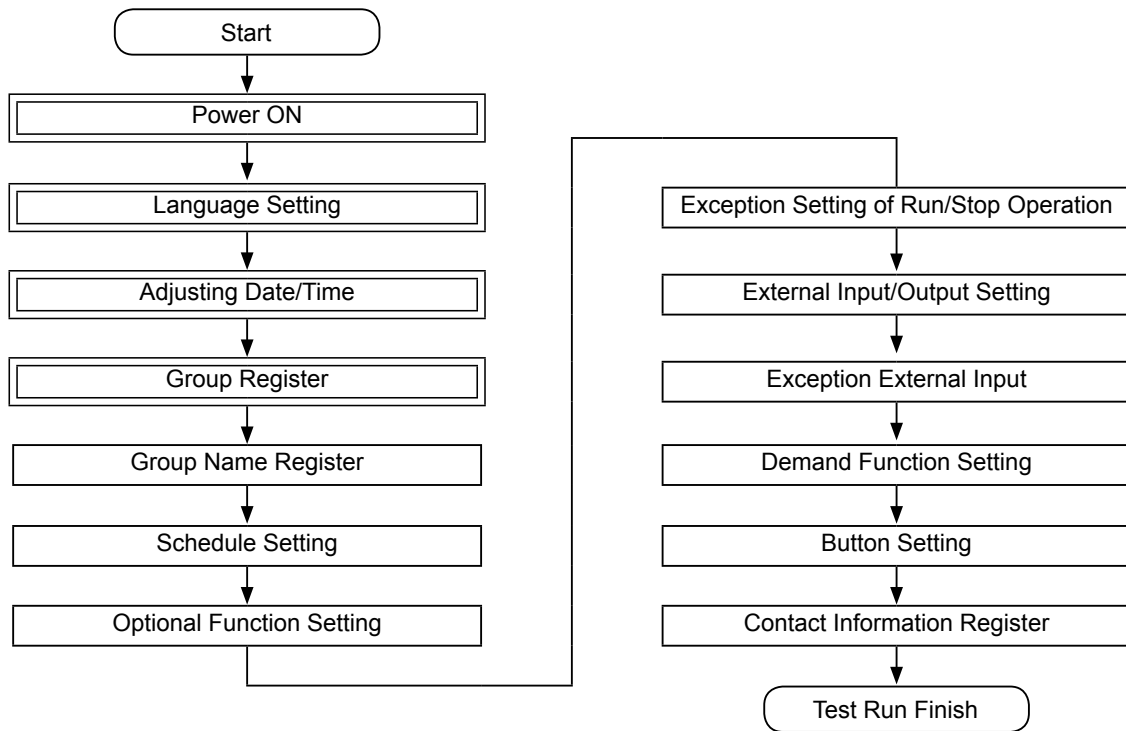 Start
Power ON
Language Setting
Adjusting Date/Time
Group Register
Group Name Register
Schedule Setting
Optional Function Setting
Exception Setting of Run/Stop Operation
External Input/Output Setting
Exception External Input
Demand Function Setting
Button Setting
Contact Information Register
Test Run Finish